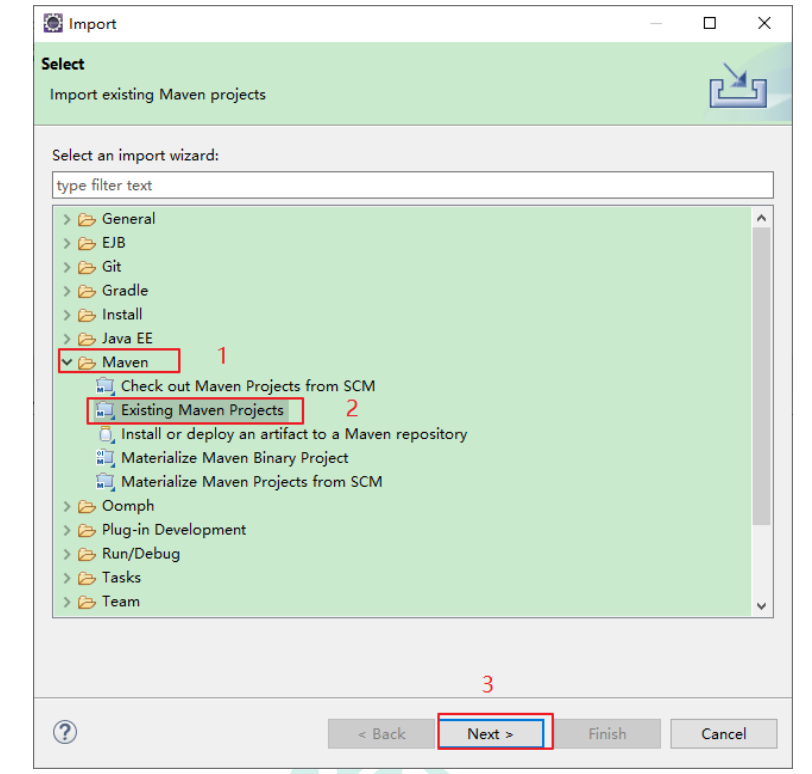 Import
Select
Import existing Maven projects
Select an import wizard:
type filter text
General
EJB
Git
Gradle
Install
Java EE
Maven 1
Check out Maven Projects from SCM
Existing Maven Projects 2
Install or deploy an artifact to a Maven repository
Materialize Maven Binary Project
Materialize Maven Projects from SCM
Oomph
Plug-in Development
Run/Debug
Tasks
Team
3
? < Back Next > Finish Cancel